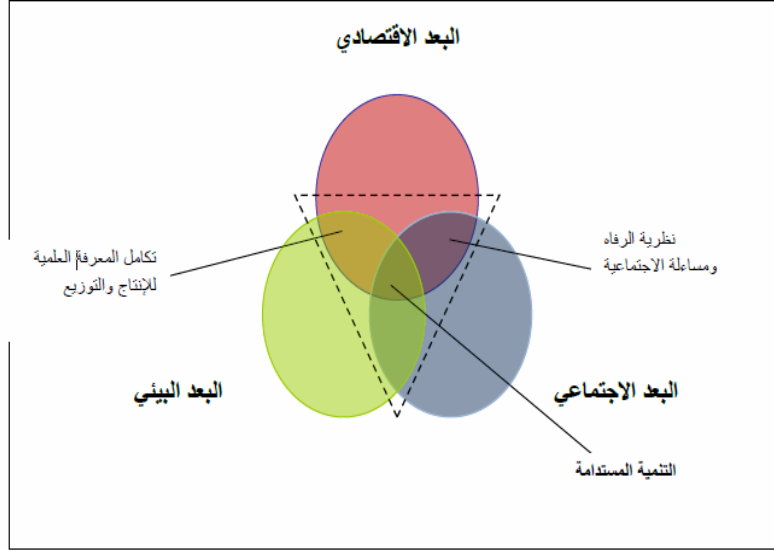 البعد الاقتصادي
نظرية الرفاه
ومساءلة الاجتماعية
تكامل المعرفة العلمية
للإنتاج والتوزيع
البعد الاجتماعي
البعد البيئي
التنمية المستدامة